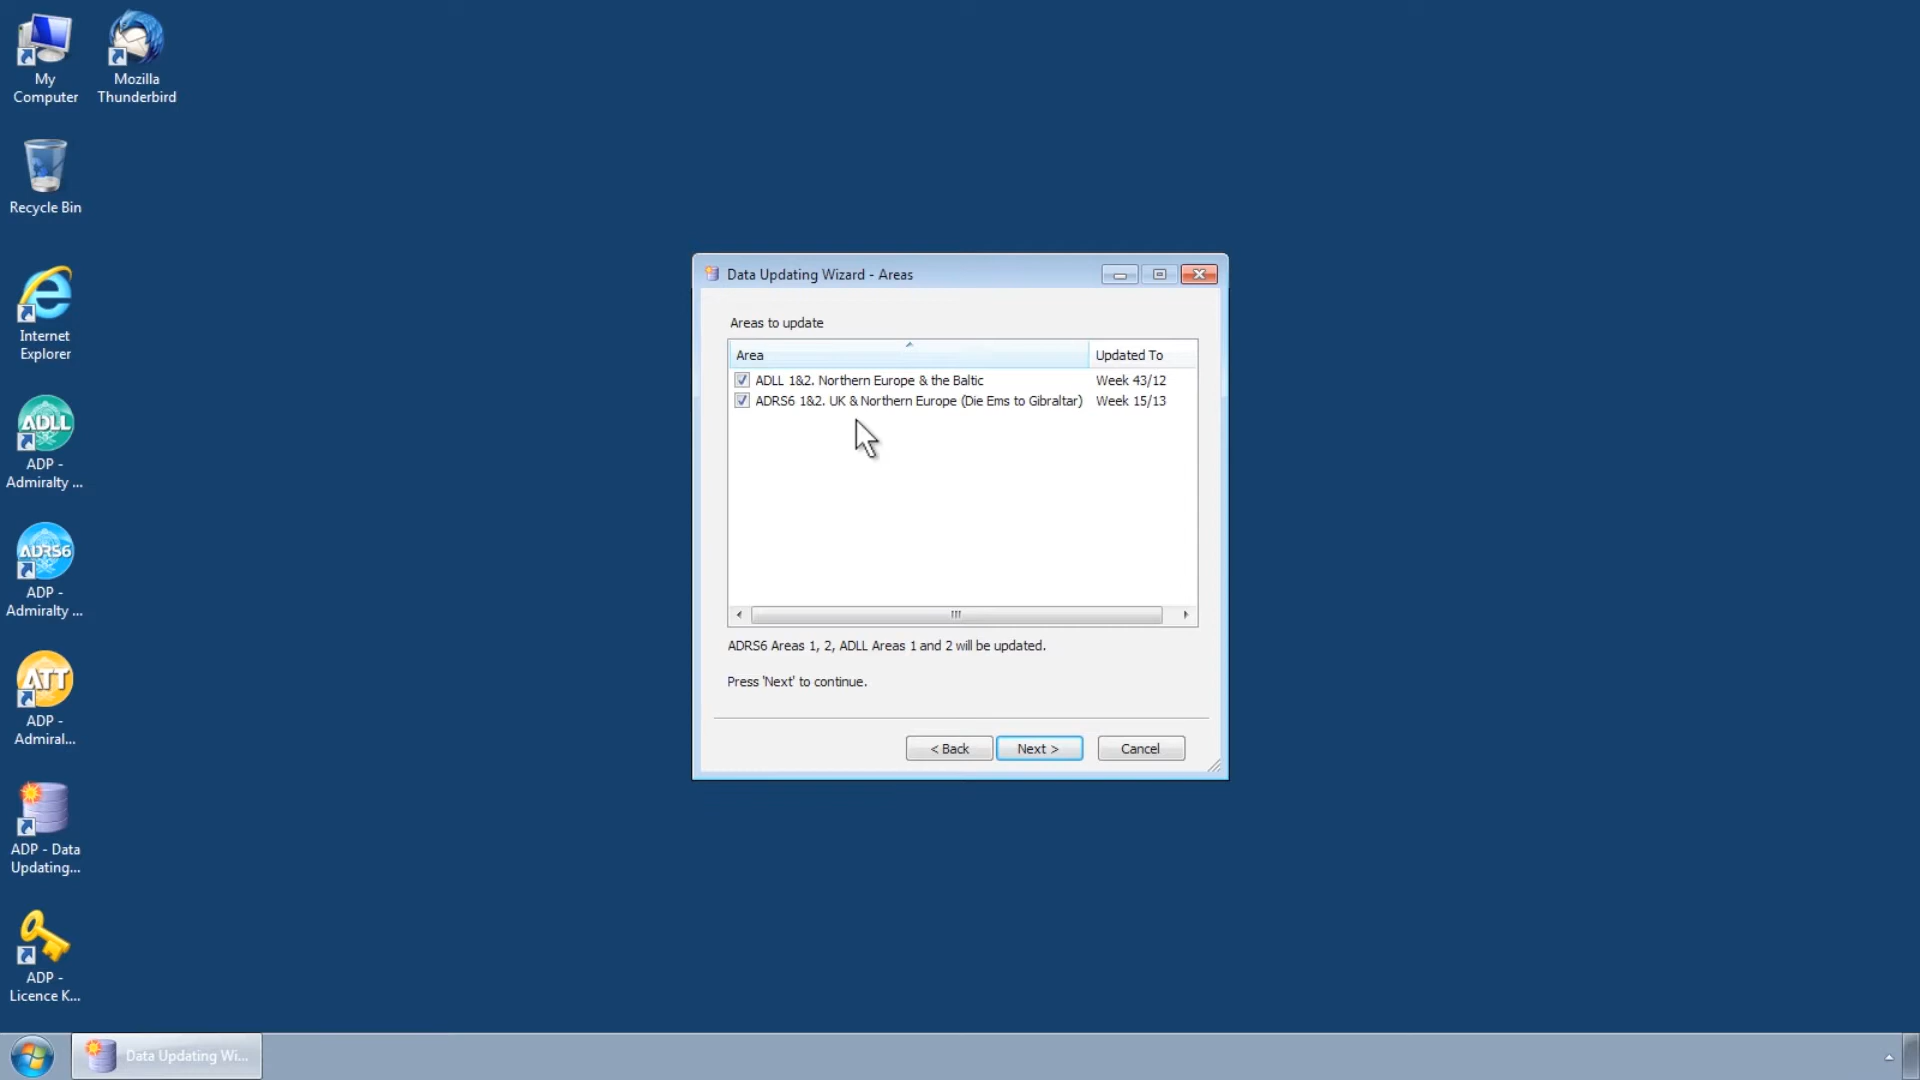 My
Computer
Mozilla
Thunderbird
Recycle Bin
Internet
Explorer
ADLL
ADP -
Admiralty ...
ADRS6
ADP -
Admiralty ...
ATT
ADP -
Admiral...
ADP - Data
Updating...
ADP -
Licence K...
Data Updating Wizard - Areas
Areas to update
Area Updated To
ADLL 1&2. Northern Europe & the Baltic Week 43/12
ADRS6 1&2. UK & Northern Europe (Die Ems to Gibraltar) Week 15/13
ADRS6 Areas 1, 2, ADLL Areas 1 and 2 will be updated.
Press 'Next' to continue.
< Back Next > Cancel
Data Updating Wi...